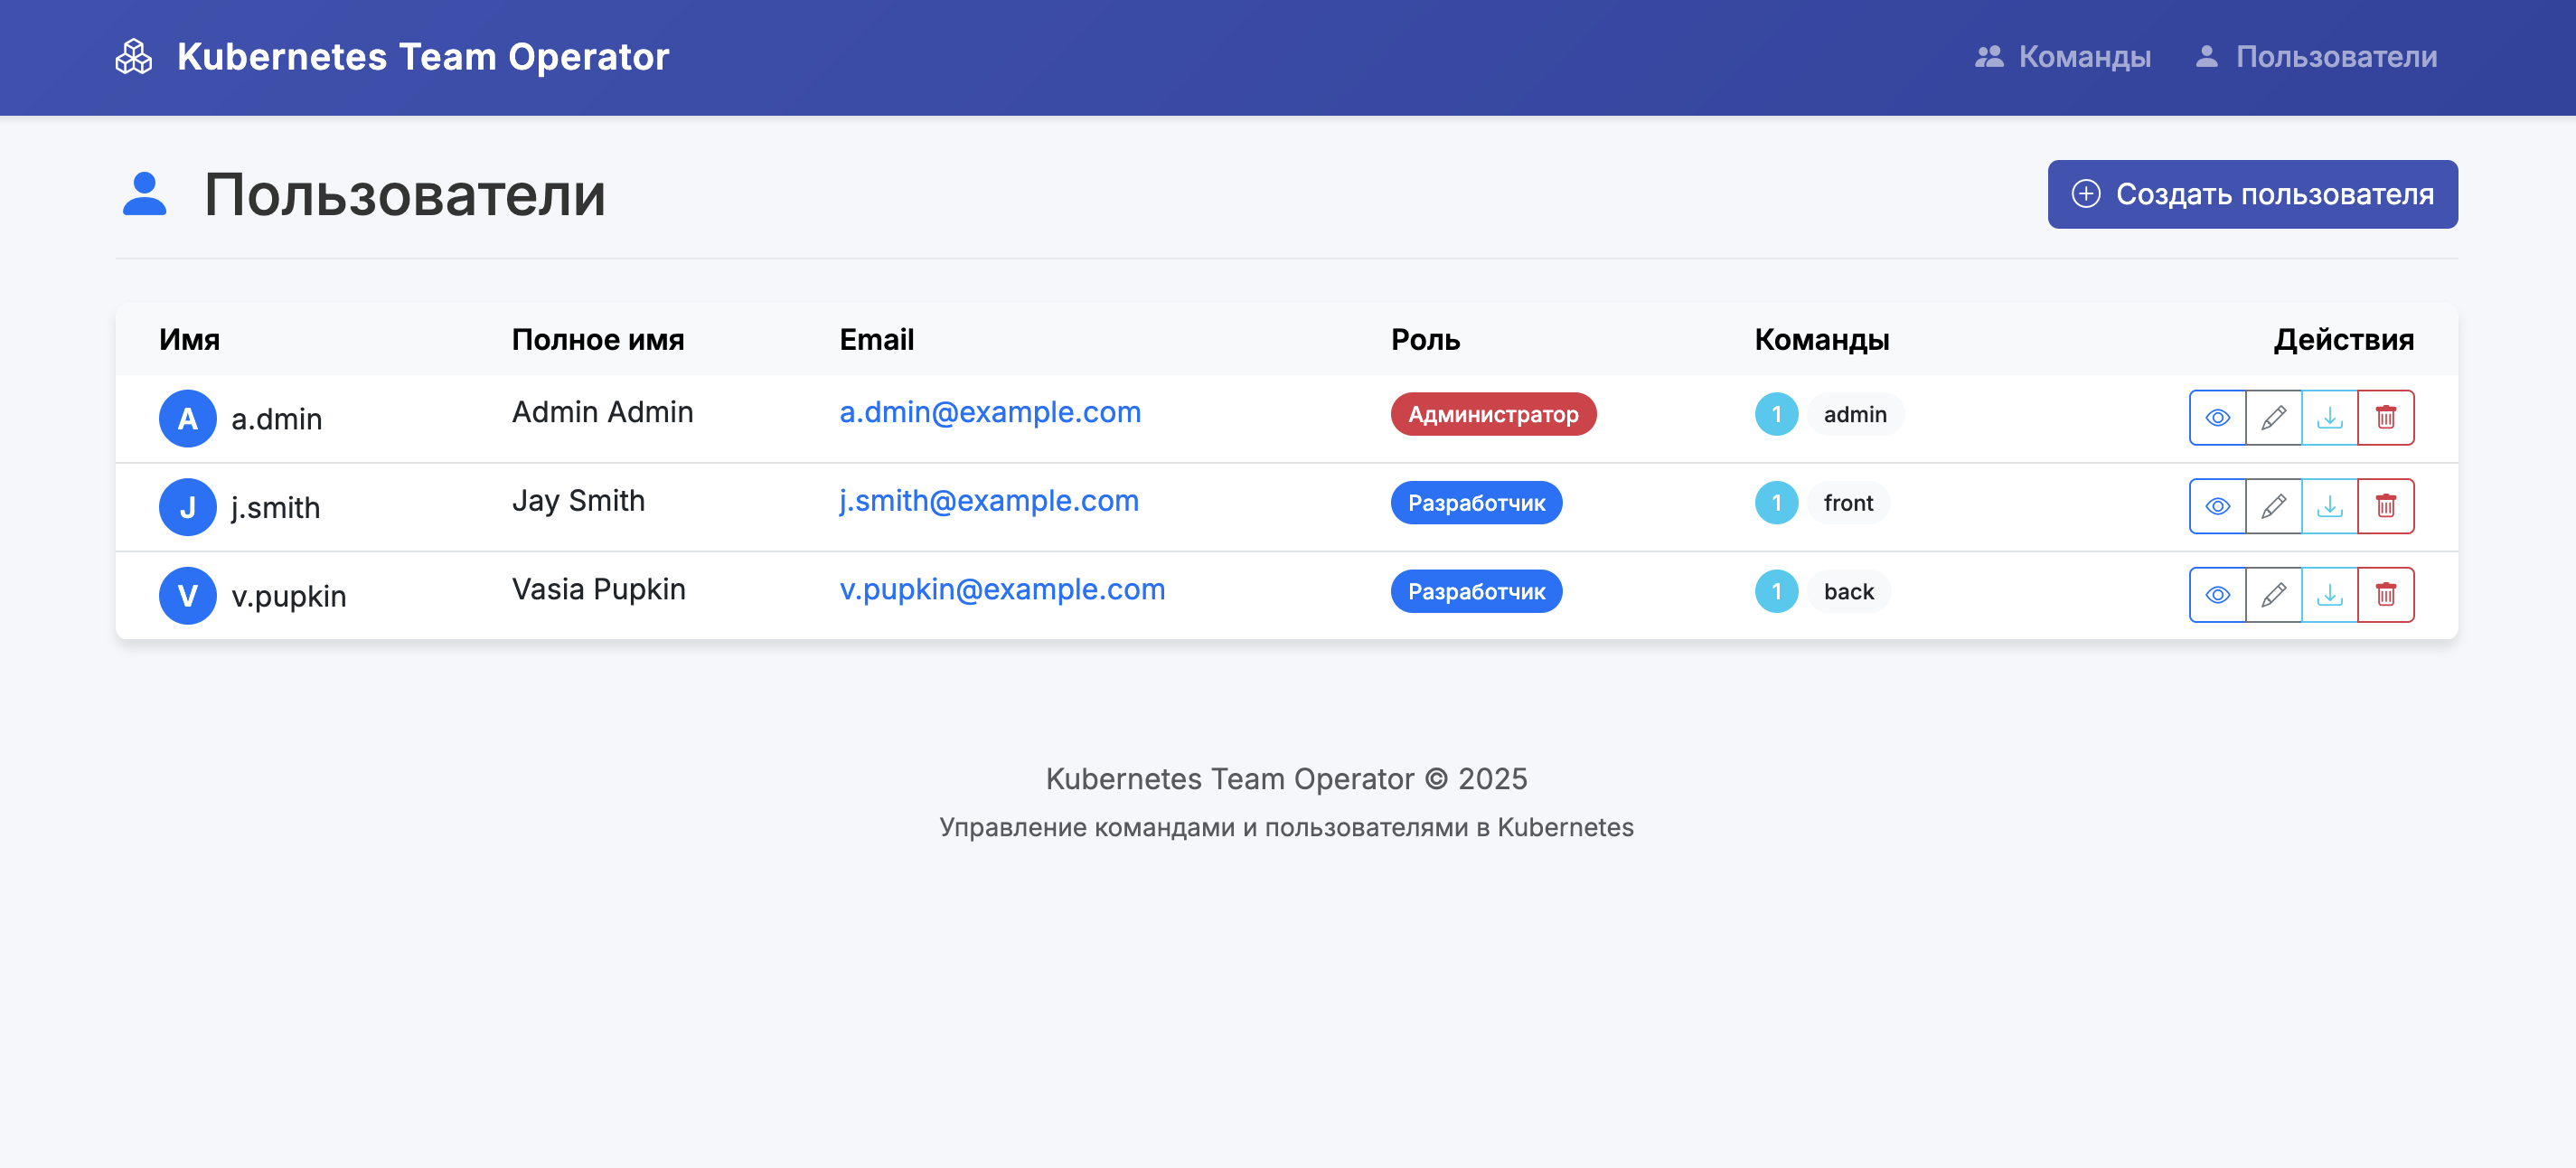 Kubernetes Team Operator Команды Пользователи
Пользователи Создать пользователя
Имя Полное имя Email Роль Команды Действия
A a.dmin Admin Admin a.dmin@example.com Администратор 1 admin
J j.smith Jay Smith j.smith@example.com Разработчик 1 front
V v.pupkin Vasia Pupkin v.pupkin@example.com Разработчик 1 back
Kubernetes Team Operator © 2025
Управление командами и пользователями в Kubernetes